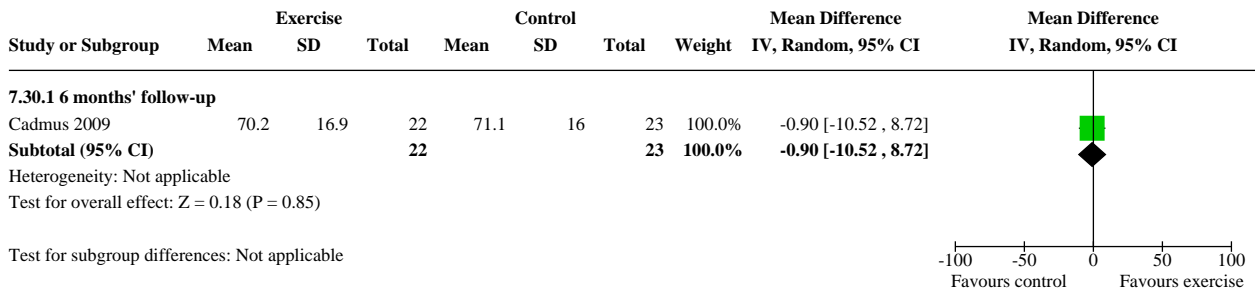 Exercise Control Mean Difference Mean Difference
Study or Subgroup Mean SD Total Mean SD Total Weight IV, Random, 95% CI IV, Random, 95% CI
7.30.1 6 months' follow-up
Cadmus 2009 70.2 16.9 22 71.1 16 23 100.0% -0.90 [-10.52 , 8.72]
Subtotal (95% CI) 22 23 100.0% -0.90 [-10.52 , 8.72]
Heterogeneity: Not applicable
Test for overall effect: Z = 0.18 (P = 0.85)
Test for subgroup differences: Not applicable
-100 -50 0 50 100
Favours control Favours exercise